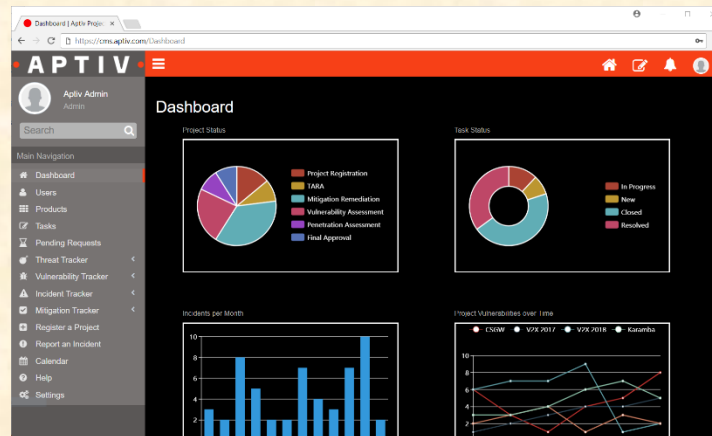 Dashboard | Aptiv Projec
https://cms.aptiv.com/Dashboard
APTIV
Aptiv Admin
Admin
Search
Main Navigation
Dashboard
Users
Products
Tasks
Pending Requests
Threat Tracker
Vulnerability Tracker
Incident Tracker
Mitigation Tracker
Register a Project
Report an Incident
Calendar
Help
Settings
Dashboard
Project Status
Project Registration
TARA
Mitigation Remediation
Vulnerability Assessment
Penetration Assessment
Final Approval
Task Status
In Progress
New
Closed
Resolved
Incidents per Month
10
8
6
4
2
Project Vulnerabilities over Time
CSGW V2X 2017 V2X 2018 Karamba
10
8
6
4
2